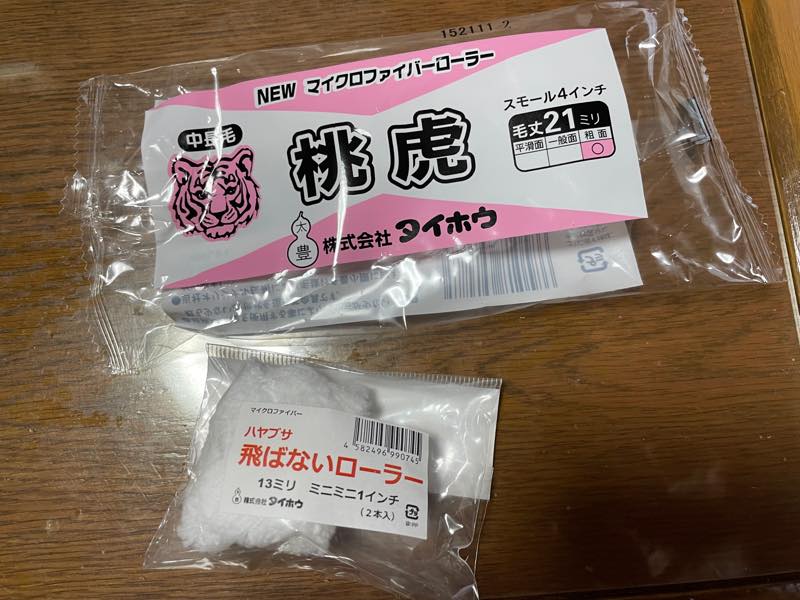 152111 2
NEW マイクロファイバーローラー
中長毛
桃虎
スモール4インチ
毛丈21ミリ
平滑面 一般面 粗面
○
太豊 株式会社タイホウ
マイクロファイバー
ハヤブサ
飛ばないローラー
4 582496 990745
13ミリ ミニミニ1インチ
株式会社タイホウ
(2本入)